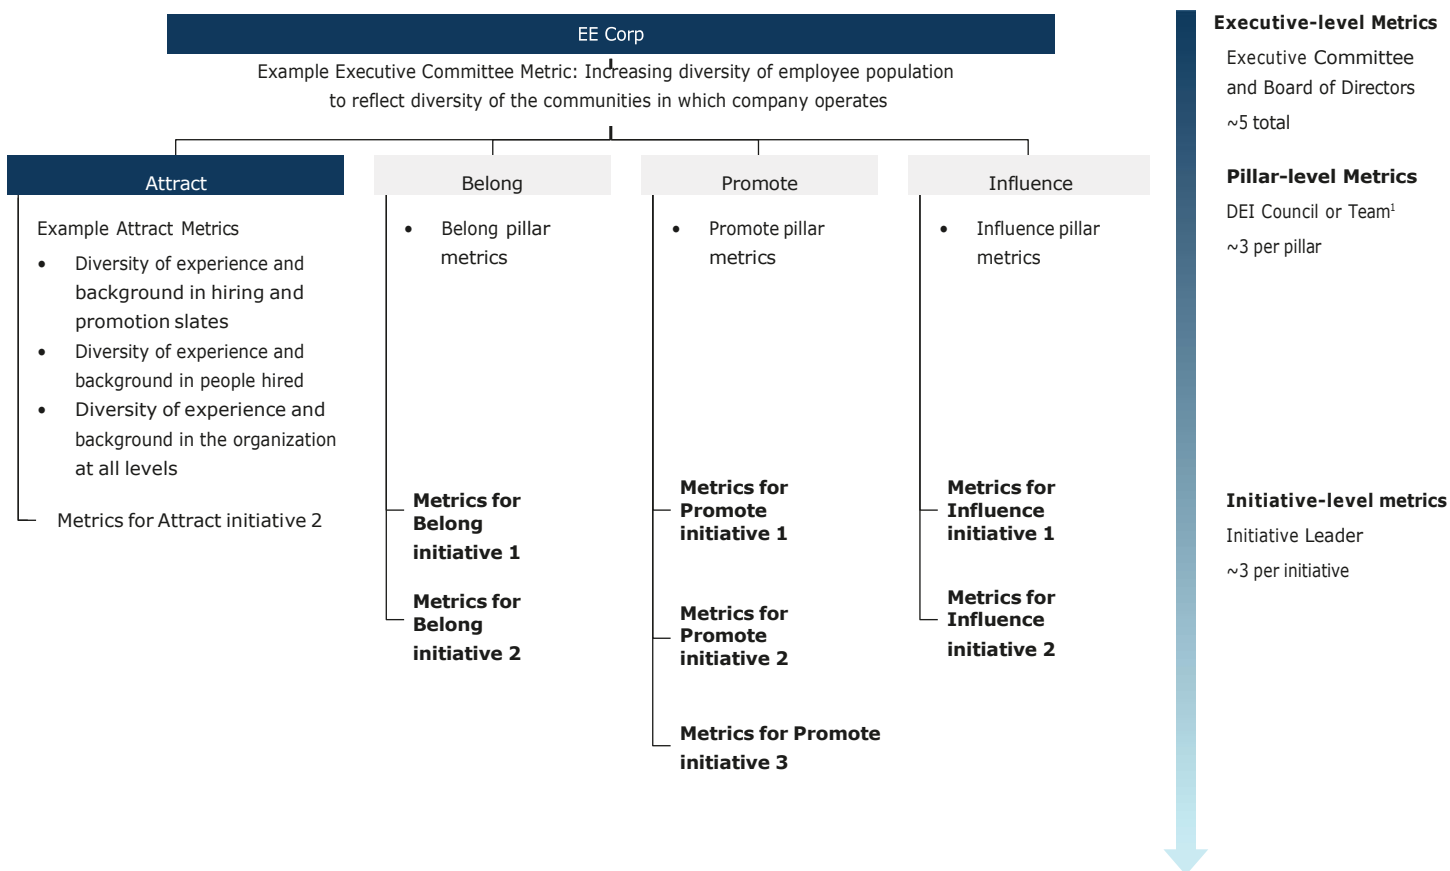 EE Corp
Example Executive Committee Metric: Increasing diversity of employee population
to reflect diversity of the communities in which company operates
Attract
Example Attract Metrics
• Diversity of experience and
background in hiring and
promotion slates
• Diversity of experience and
background in people hired
• Diversity of experience and
background in the organization
at all levels
Metrics for Attract initiative 2
Belong
• Belong pillar
metrics
Metrics for
Belong
initiative 1
Metrics for
Belong
initiative 2
Promote
• Promote pillar
metrics
Metrics for
Promote
initiative 1
Metrics for
Promote
initiative 2
Metrics for Promote
initiative 3
Influence
• Influence pillar
metrics
Metrics for
Influence
initiative 1
Metrics for
Influence
initiative 2
Executive-level Metrics
Executive Committee
and Board of Directors
~5 total
Pillar-level Metrics
DEI Council or Team¹
~3 per pillar
Initiative-level metrics
Initiative Leader
~3 per initiative